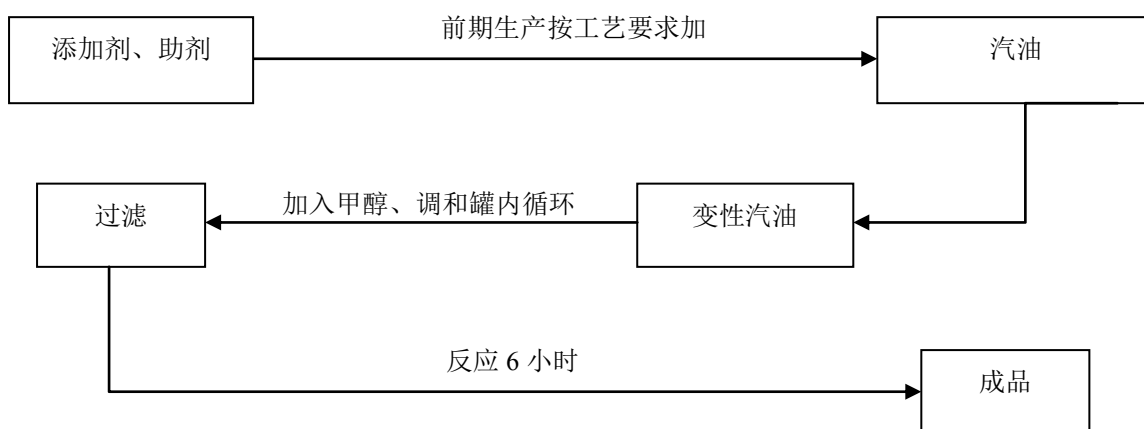 前期生产按工艺要求加
添加剂、助剂
汽油
加入甲醇、调和罐内循环
过滤
变性汽油
反应 6 小时
成品